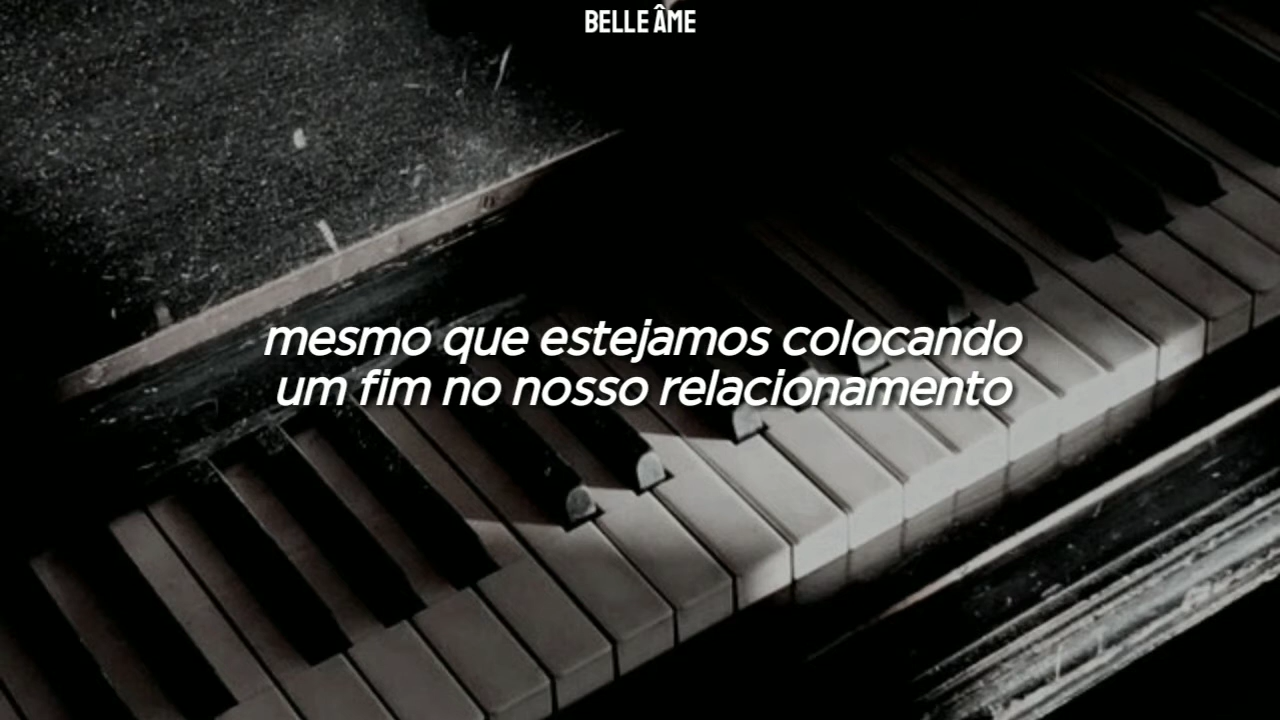 BELLE ÂME
mesmo que estejamos colocando
um fim no nosso relacionamento